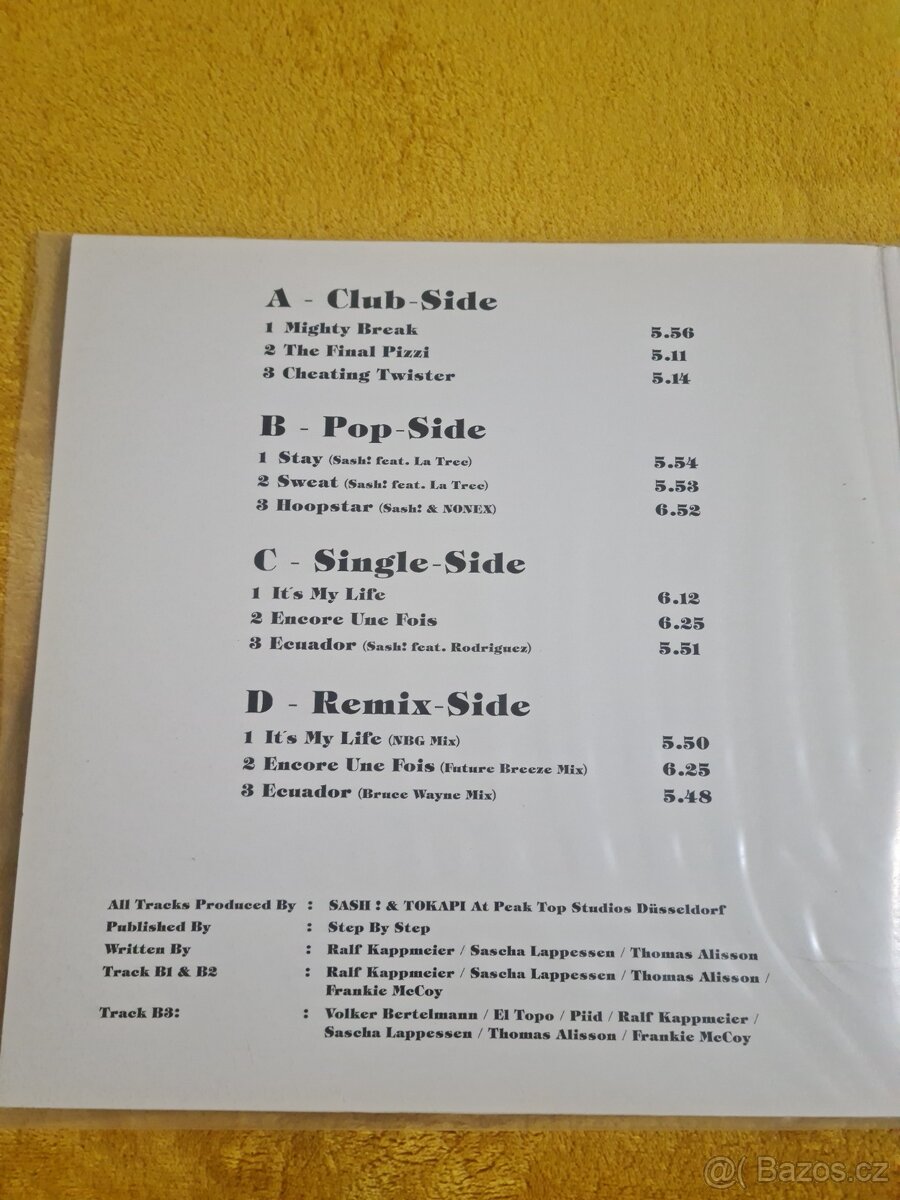 A - Club-Side
1 Mighty Break 5.56
2 The Final Pizzi 5.11
3 Cheating Twister 5.14
B - Pop-Side
1 Stay (Sash! feat. La Trec) 5.54
2 Sweat (Sash! feat. La Trec) 5.53
3 Hoopstar (Sash! & NONEX) 6.52
C - Single-Side
1 It´s My Life 6.12
2 Encore Une Fois 6.25
3 Ecuador (Sash! feat. Rodriguez) 5.51
D - Remix-Side
1 It´s My Life (NBG Mix) 5.50
2 Encore Une Fois (Future Breeze Mix) 6.25
3 Ecuador (Bruce Wayne Mix) 5.48
All Tracks Produced By : SASH ! & TOKAPI At Peak Top Studios Düsseldorf
Published By : Step By Step
Written By : Ralf Kappmeier / Sascha Lappessen / Thomas Alisson
Track B1 & B2 : Ralf Kappmeier / Sascha Lappessen / Thomas Alisson /
Frankie McCoy
Track B3: : Volker Bertelmann / El Topo / Piid / Ralf Kappmeier /
Sascha Lappessen / Thomas Alisson / Frankie McCoy
@( Bazos.cz